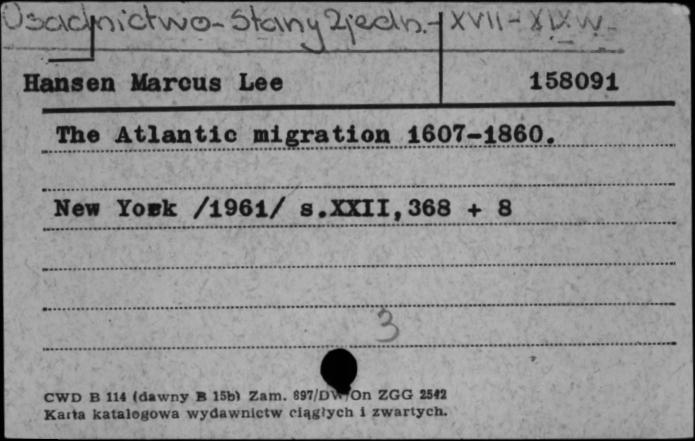 Osadnictwo - Stany Zjedn. - XVII - XIX w.
Hansen Marcus Lee 158091
The Atlantic migration 1607-1860.
New York /1961/ s.XXII,368 + 8
3
CWD B 114 (dawny B 15b) Zam. 897/DW/On ZGG 2542
Karta katalogowa wydawnictw ciągłych i zwartych.